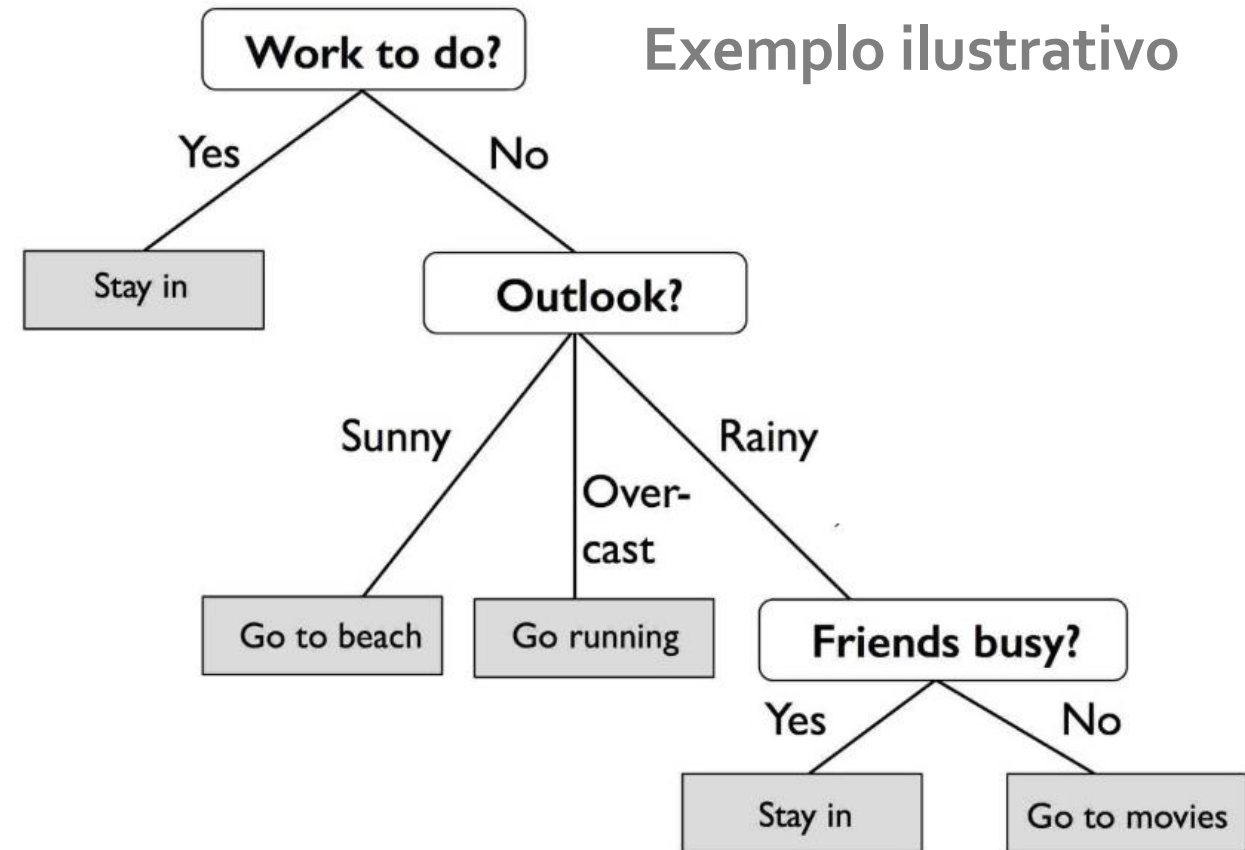 Work to do?
Exemplo ilustrativo
Yes
No
Stay in
Outlook?
Sunny
Rainy
Over-
cast
Go to beach
Go running
Friends busy?
Yes
No
Stay in
Go to movies